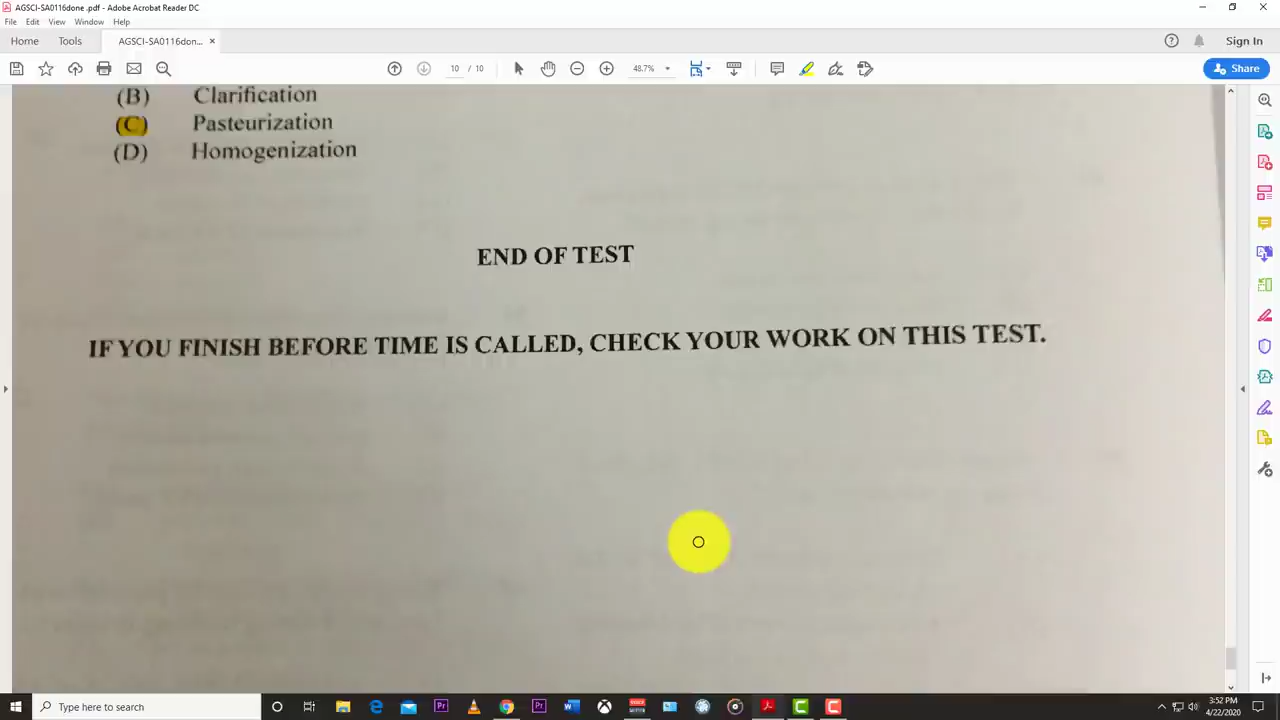 AGSCI-SA0116done .pdf - Adobe Acrobat Reader DC
File Edit View Window Help
Home Tools AGSCI-SA0116don... × Sign In
10 / 10 48.7% Share
(B) Clarification
(C) Pasteurization
(D) Homogenization
END OF TEST
IF YOU FINISH BEFORE TIME IS CALLED, CHECK YOUR WORK ON THIS TEST.
Type here to search
3:52 PM
4/22/2020